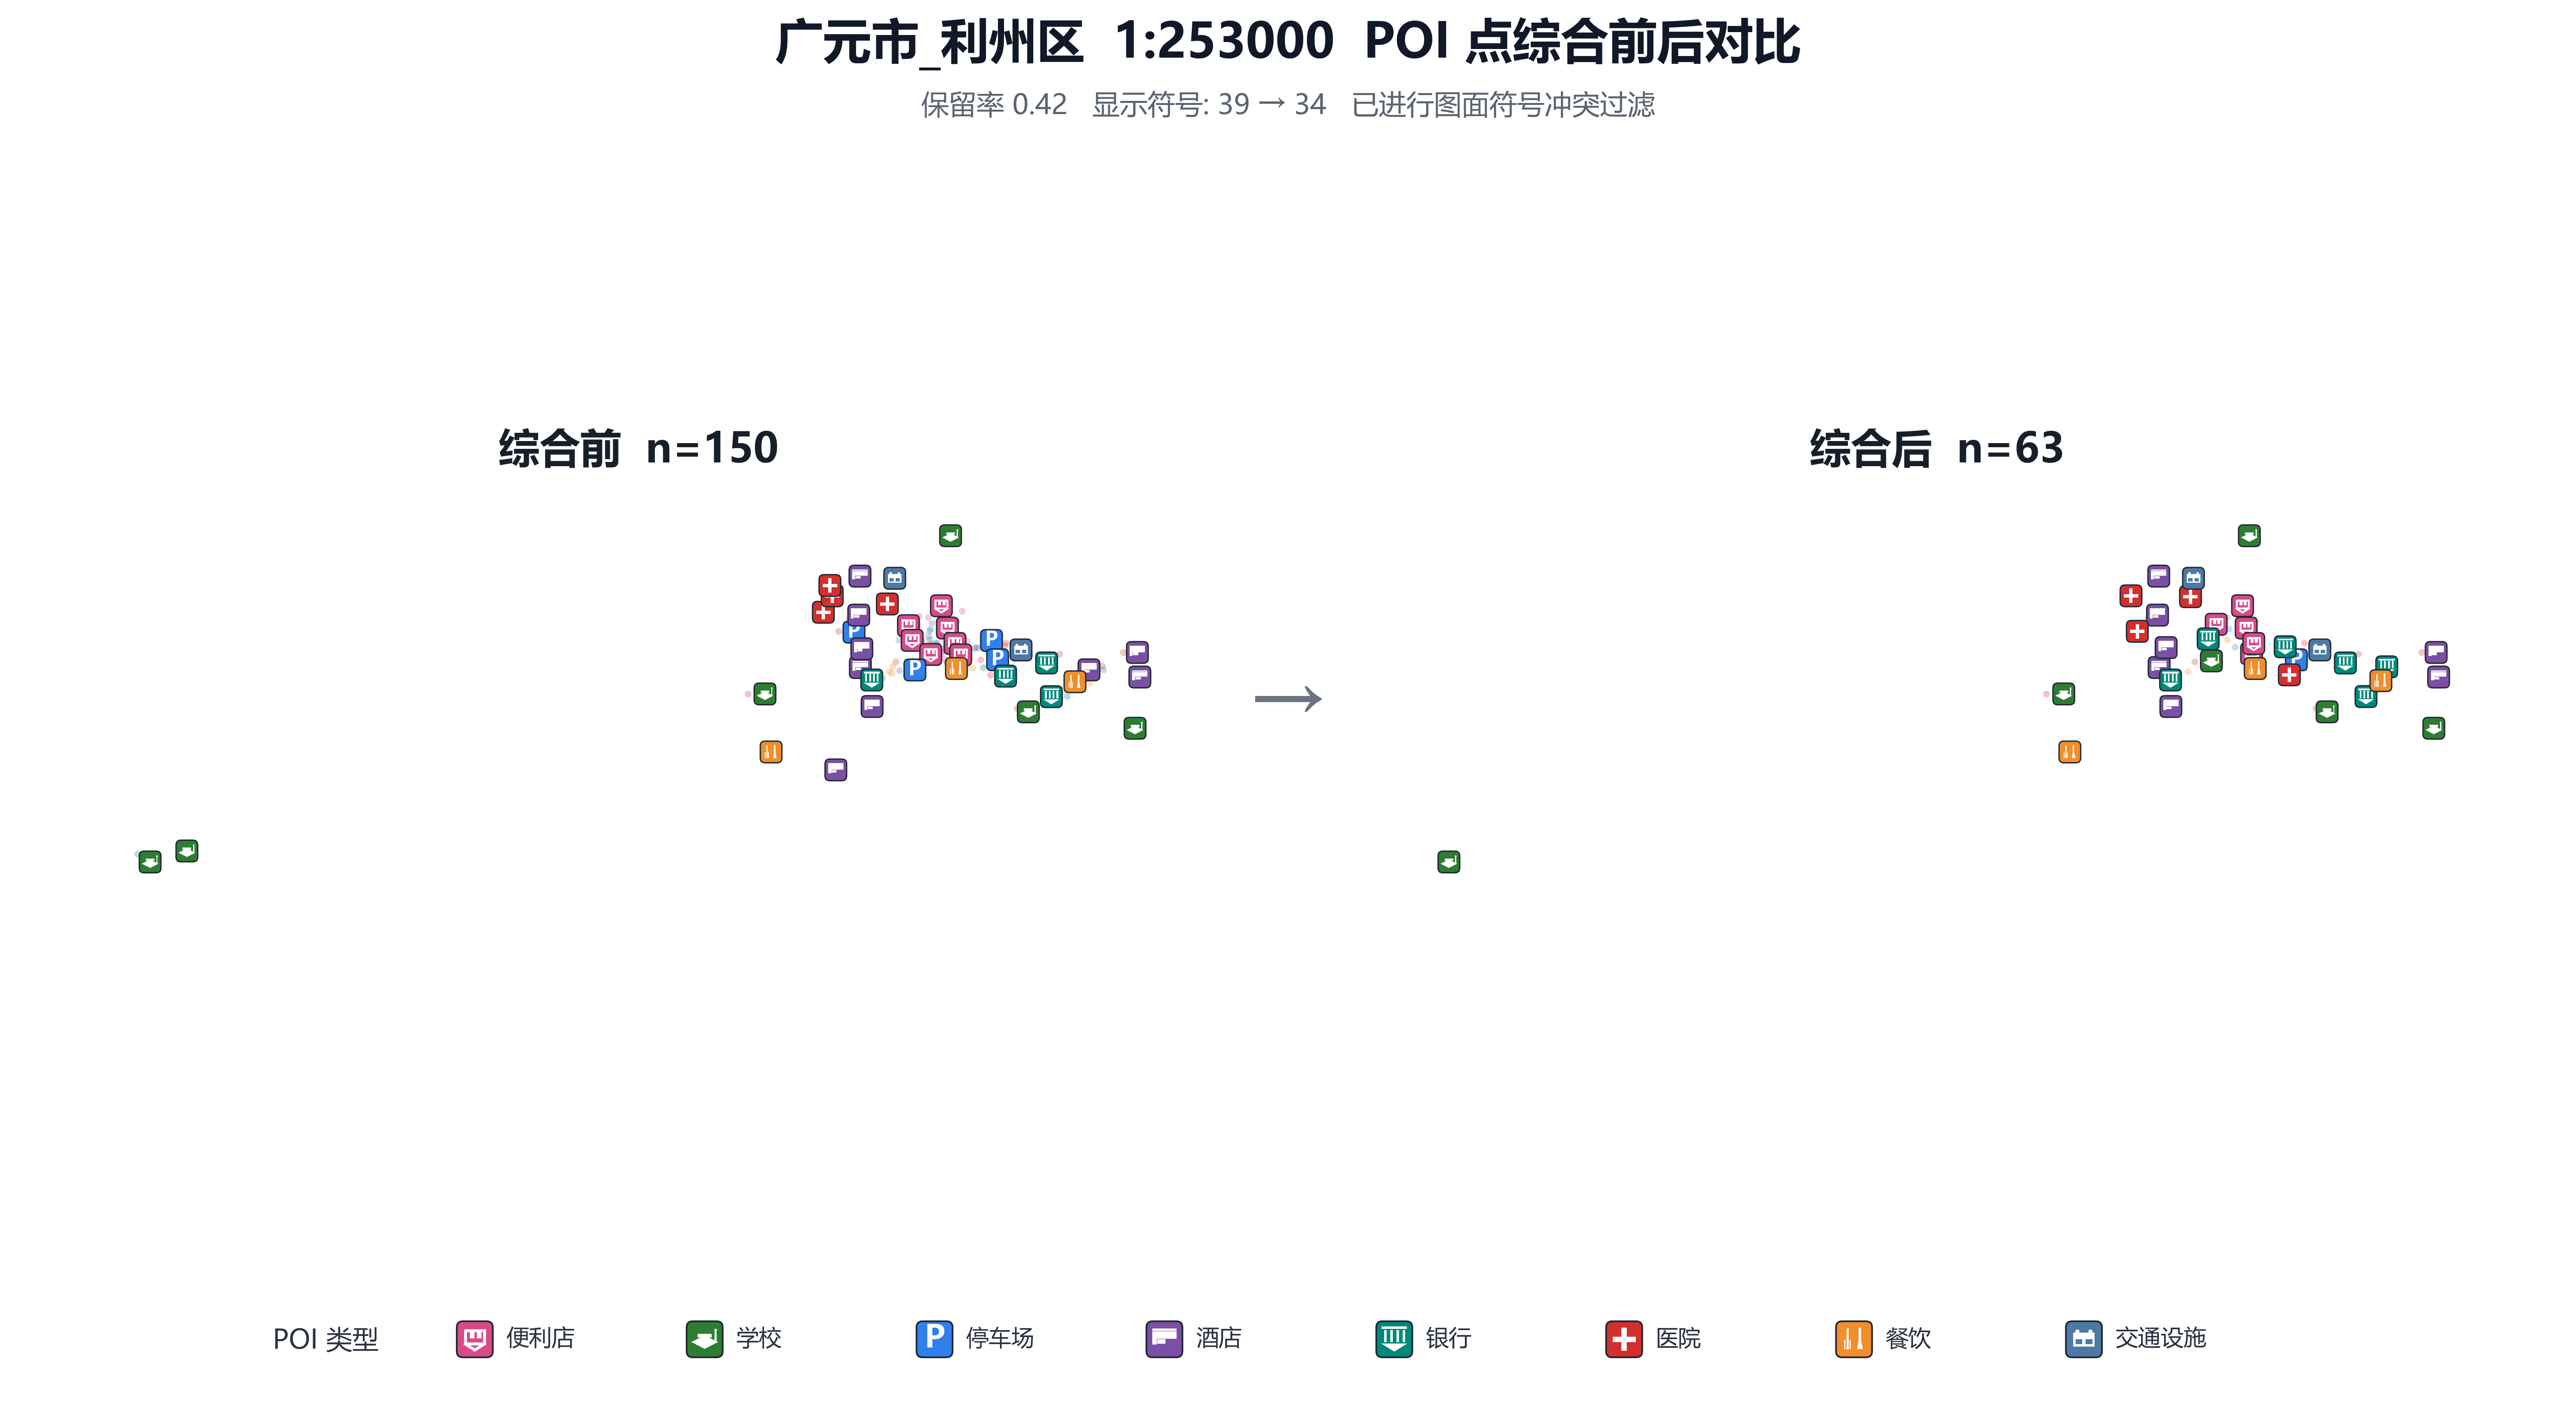 广元市_利州区 1:253000 POI 点综合前后对比
保留率 0.42 显示符号: 39 → 34 已进行图面符号冲突过滤
综合前 n=150
综合后 n=63
POI 类型 便利店 学校 P 停车场 酒店 银行 医院 餐饮 交通设施